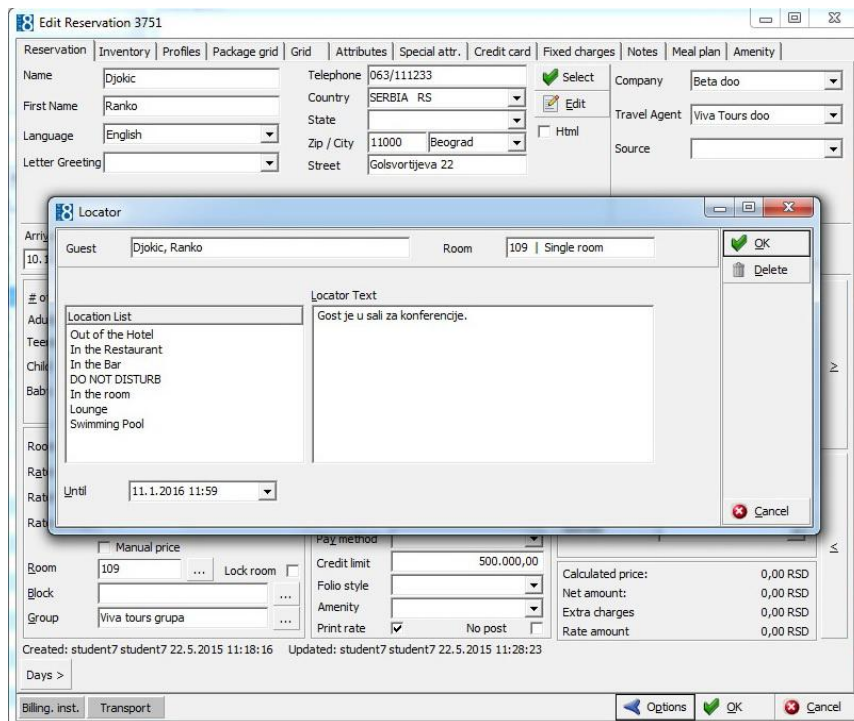 Edit Reservation 3751
Reservation Inventory Profiles Package grid Grid Attributes Special attr. Credit card Fixed charges Notes Meal plan Amenity
Name Djokic
First Name Ranko
Language English
Letter Greeting
Telephone 063/111233
Country SERBIA RS
State
Zip / City 11000 Beograd
Street Golsvortijeva 22
Select
Edit
Html
Company Beta doo
Travel Agent Viva Tours doo
Source
Locator
Guest Djokic, Ranko Room 109 | Single room
OK
Delete
Location List
Out of the Hotel
In the Restaurant
In the Bar
DO NOT DISTURB
In the room
Lounge
Swimming Pool
Locator Text
Gost je u sali za konferencije.
Until 11.1.2016 11:59
Cancel
Manual price
Room 109 ... Lock room
Block ...
Group Viva tours grupa ...
Pay method
Credit limit 500.000,00
Folio style
Amenity
Print rate No post
Calculated price: 0,00 RSD
Net amount: 0,00 RSD
Extra charges 0,00 RSD
Rate amount 0,00 RSD
Created: student7 student7 22.5.2015 11:18:16 Updated: student7 student7 22.5.2015 11:28:23
Days >
Billing. inst. Transport Options OK Cancel